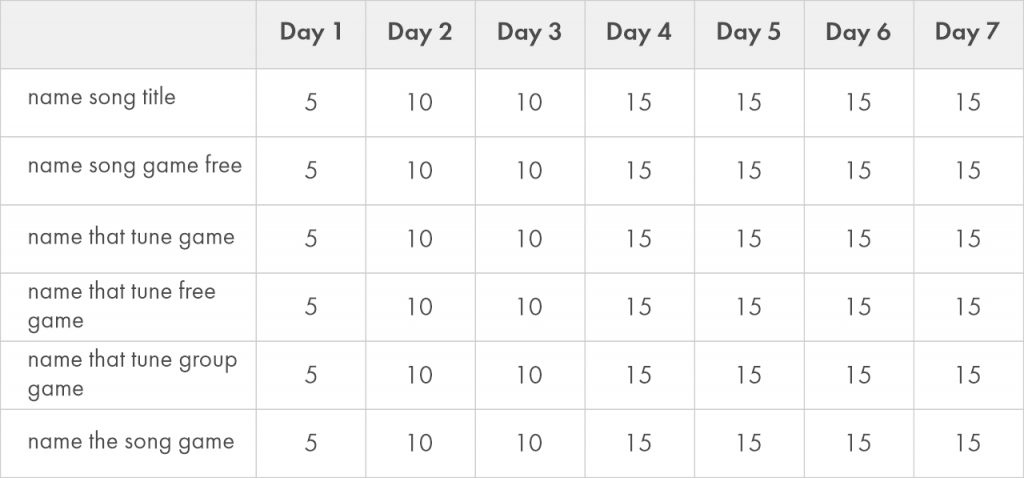 Day 1 Day 2 Day 3 Day 4 Day 5 Day 6 Day 7
name song title 5 10 10 15 15 15 15
name song game free 5 10 10 15 15 15 15
name that tune game 5 10 10 15 15 15 15
name that tune free
game 5 10 10 15 15 15 15
name that tune group
game 5 10 10 15 15 15 15
name the song game 5 10 10 15 15 15 15